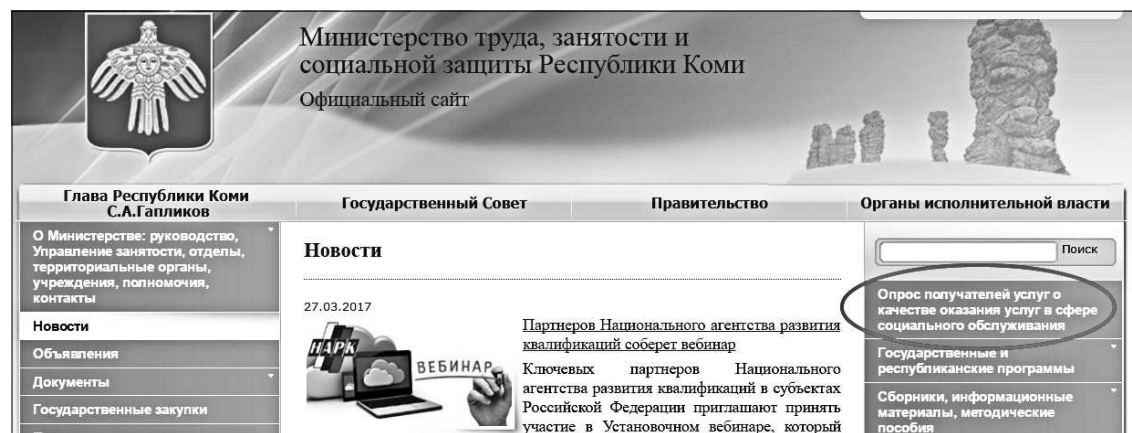 Министерство труда, занятости и
социальной защиты Республики Коми
Официальный сайт
Глава Республики Коми
С.А.Гапликов
Государственный Совет
Правительство
Органы исполнительной власти
О Министерстве: руководство,
Управление занятости, отделы,
территориальные органы,
учреждения, полномочия,
контакты
Новости
Объявления
Документы
Государственные закупки
Новости
27.03.2017
НАРК
ВЕБИНАР
Партнеров Национального агентства развития
квалификаций соберет вебинар
Ключевых партнеров Национального
агентства развития квалификаций в субъектах
Российской Федерации приглашают принять
участие в Установочном вебинаре, который
Поиск
Опрос получателей услуг о
качестве оказания услуг в сфере
социального обслуживания
Государственные и
республиканские программы
Сборники, информационные
материалы, методические
пособия